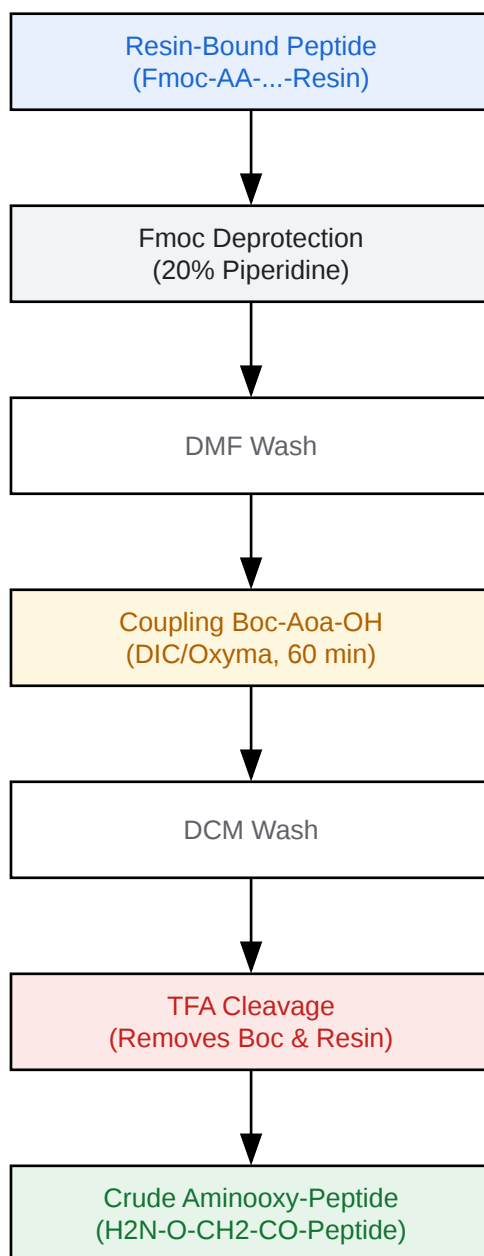 Resin-Bound Peptide
(Fmoc-AA-...-Resin)
Fmoc Deprotection
(20% Piperidine)
DMF Wash
Coupling Boc-Aoa-OH
(DIC/Oxyma, 60 min)
DCM Wash
TFA Cleavage
(Removes Boc & Resin)
Crude Aminooxy-Peptide
(H2N-O-CH2-CO-Peptide)